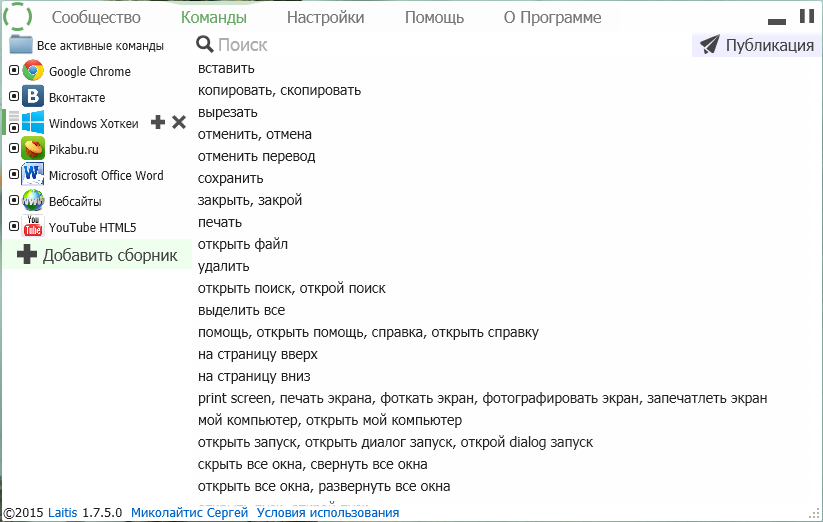 Сообщество Команды Настройки Помощь О Программе
Все активные команды
Google Chrome
Вконтакте
Windows Хоткеи
Pikabu.ru
Microsoft Office Word
Вебсайты
YouTube HTML5
Добавить сборник
Поиск
Публикация
вставить
копировать, скопировать
вырезать
отменить, отмена
отменить перевод
сохранить
закрыть, закрой
печать
открыть файл
удалить
открыть поиск, открой поиск
выделить все
помощь, открыть помощь, справка, открыть справку
на страницу вверх
на страницу вниз
print screen, печать экрана, фоткать экран, фотографировать экран, запечатлеть экран
мой компьютер, открыть мой компьютер
открыть запуск, открыть диалог запуск, открой dialog запуск
скрыть все окна, свернуть все окна
открыть все окна, развернуть все окна
©2015 Laitis 1.7.5.0 Миколайтис Сергей Условия использования